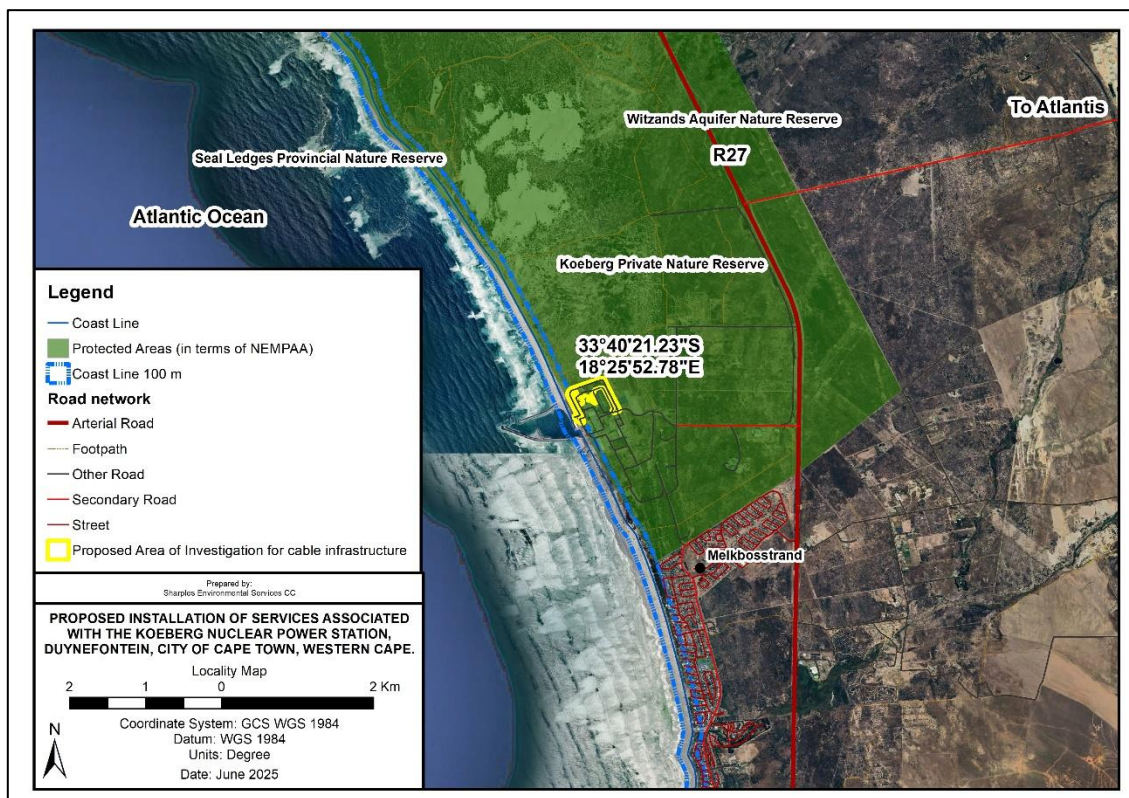 To Atlantis
Witzands Aquifer Nature Reserve
R27
Seal Ledges Provincial Nature Reserve
Atlantic Ocean
Koeberg Private Nature Reserve
33°40'21.23"S
18°25'52.78"E
Melkbosstrand
Legend
Coast Line
Protected Areas (in terms of NEMPAA)
Coast Line 100 m
Road network
Arterial Road
Footpath
Other Road
Secondary Road
Street
Proposed Area of Investigation for cable infrastructure
Prepared by:
Sharples Environmental Services CC
PROPOSED INSTALLATION OF SERVICES ASSOCIATED
WITH THE KOEBERG NUCLEAR POWER STATION,
DUYNEFONTEIN, CITY OF CAPE TOWN, WESTERN CAPE.
Locality Map
2 1 0 2 Km
N
Coordinate System: GCS WGS 1984
Datum: WGS 1984
Units: Degree
Date: June 2025